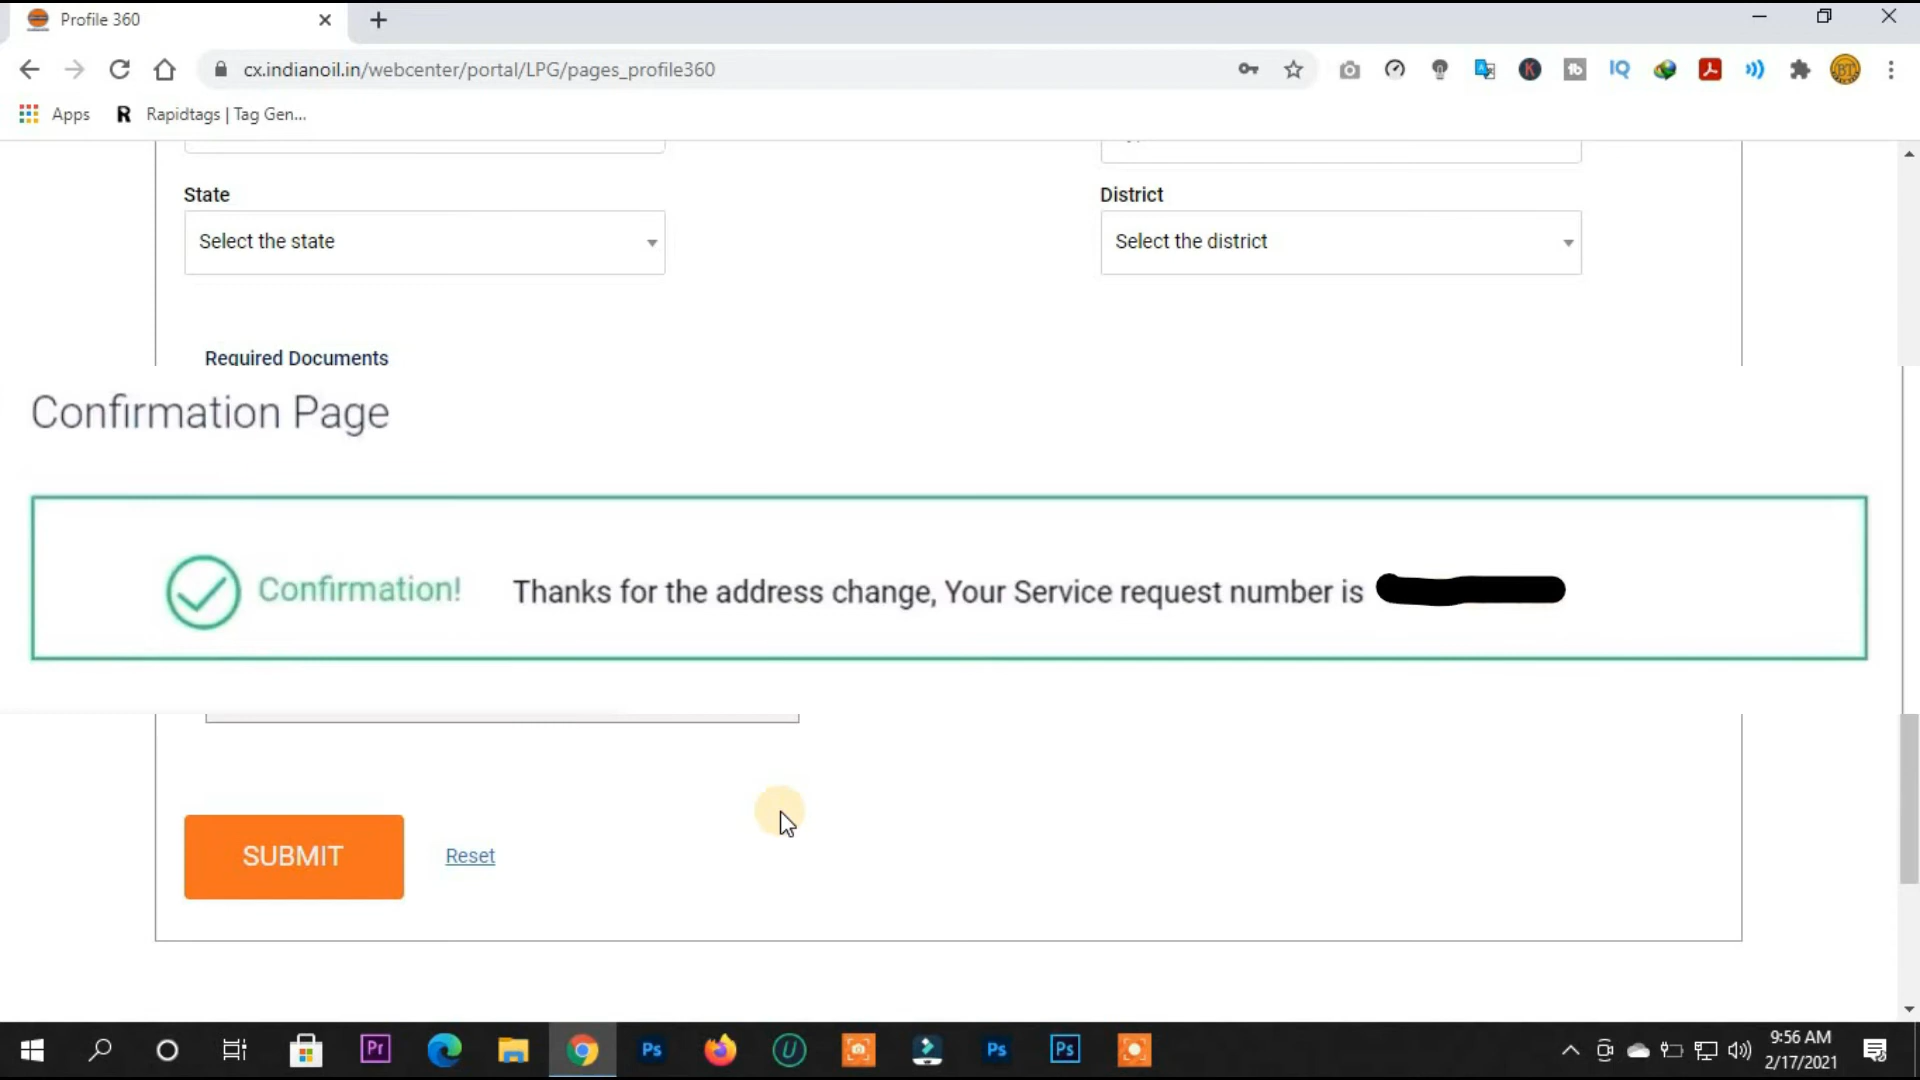 Profile 360
cx.indianoil.in/webcenter/portal/LPG/pages_profile360
Apps
R Rapidtags | Tag Gen...
State
District
Select the state
Select the district
Required Documents
Confirmation Page
Confirmation! Thanks for the address change, Your Service request number is
SUBMIT
Reset
9:56 AM
2/17/2021